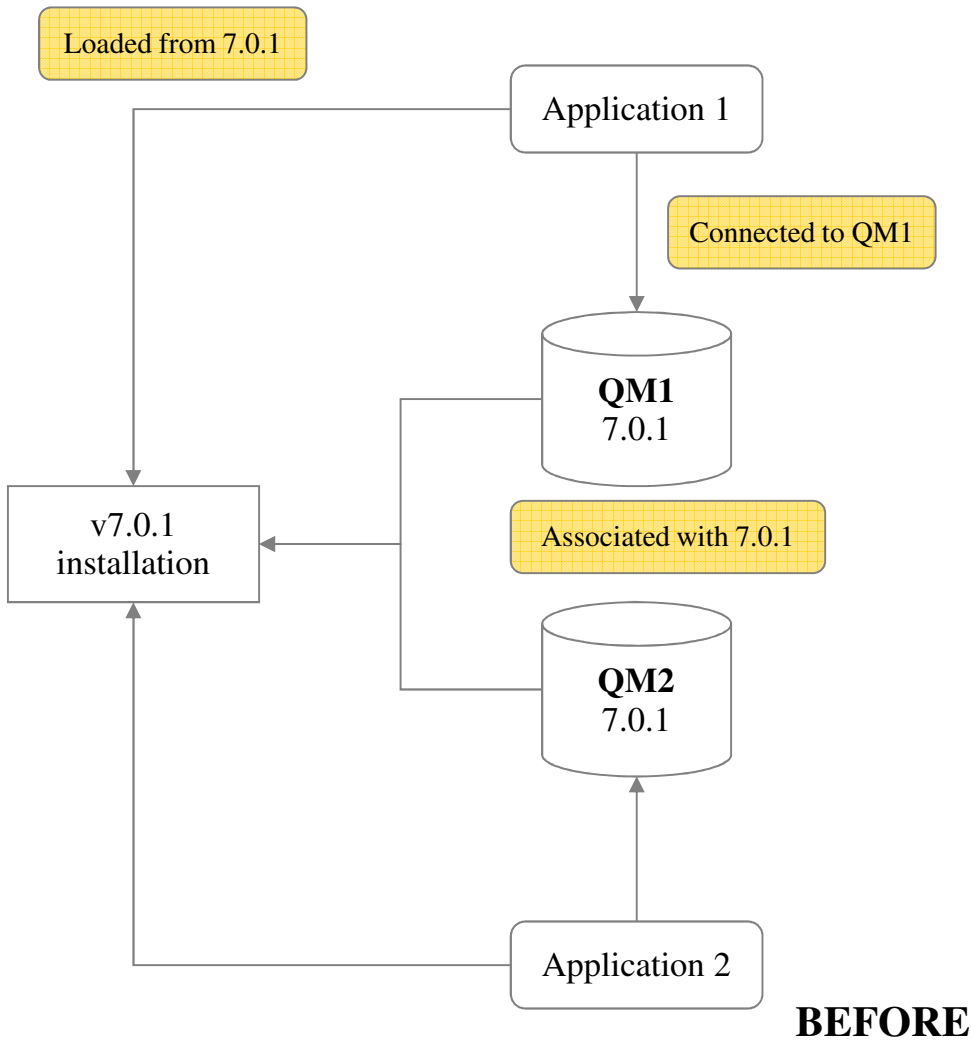 Loaded from 7.0.1
Application 1
Connected to QM1
QM1
7.0.1
v7.0.1
installation
Associated with 7.0.1
QM2
7.0.1
Application 2
BEFORE